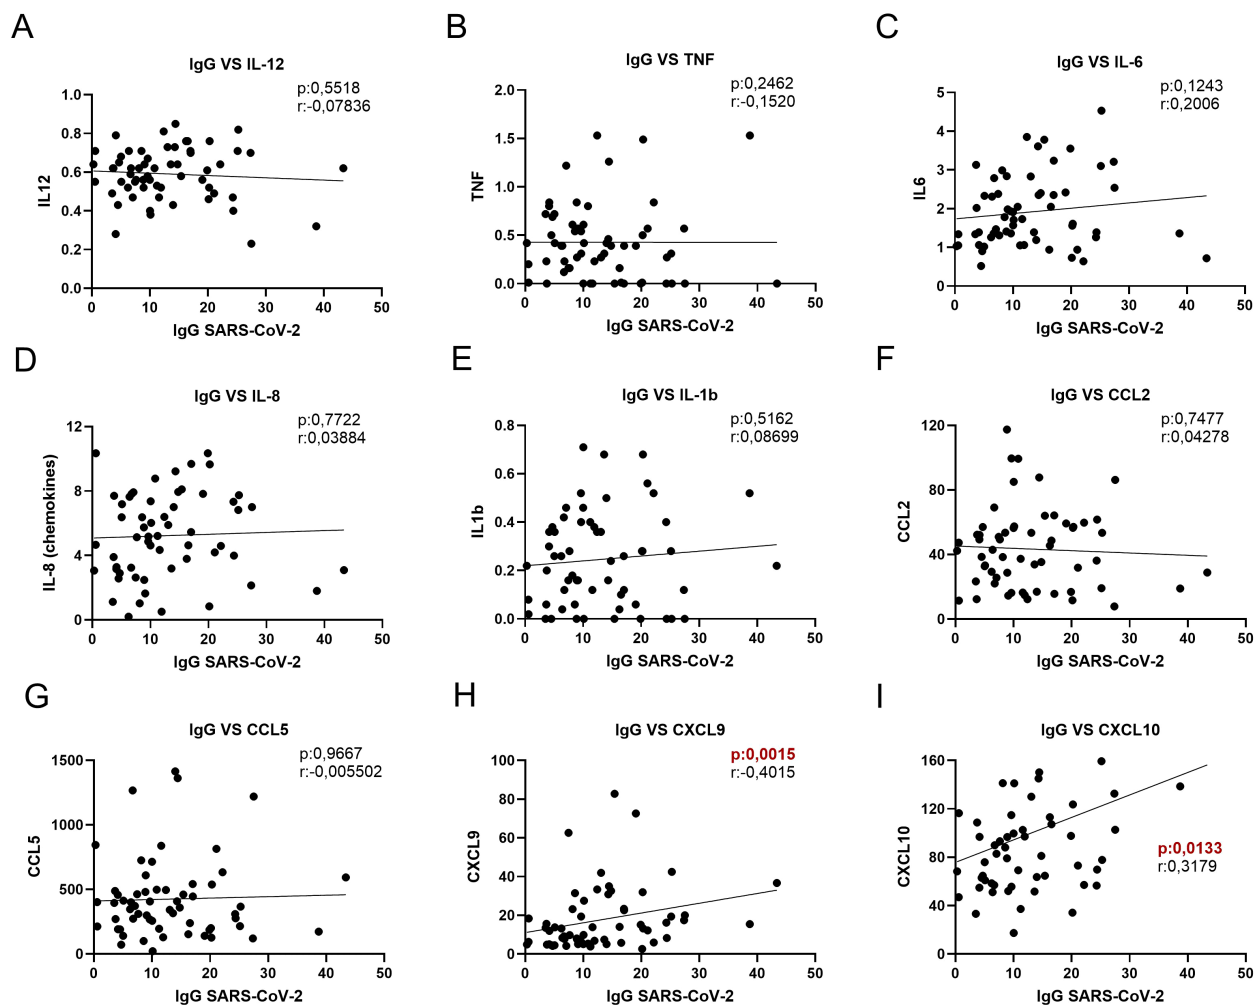 A
IgG VS IL-12
p:0,5518
r:-0,07836
1.0
0.8
0.6
0.4
0.2
0.0
IL12
0 10 20 30 40 50
IgG SARS-CoV-2
B
IgG VS TNF
p:0,2462
r:-0,1520
2.0
1.5
1.0
0.5
0.0
TNF
0 10 20 30 40 50
IgG SARS-CoV-2
C
IgG VS IL-6
p:0,1243
r:0,2006
5
4
3
2
1
0
IL6
0 10 20 30 40 50
IgG SARS-CoV-2
D
IgG VS IL-8
p:0,7722
r:0,03884
12
8
4
0
IL-8 (chemokines)
0 10 20 30 40 50
IgG SARS-CoV-2
E
IgG VS IL-1b
p:0,5162
r:0,08699
0.8
0.6
0.4
0.2
0.0
IL1b
0 10 20 30 40 50
IgG SARS-CoV-2
F
IgG VS CCL2
p:0,7477
r:0,04278
120
80
40
0
CCL2
0 10 20 30 40 50
IgG SARS-CoV-2
G
IgG VS CCL5
p:0,9667
r:-0,005502
1500
1000
500
0
CCL5
0 10 20 30 40 50
IgG SARS-CoV-2
H
IgG VS CXCL9
p:0,0015
r:-0,4015
100
80
60
40
20
0
CXCL9
0 10 20 30 40 50
IgG SARS-CoV-2
I
IgG VS CXCL10
160
120
80
40
0
CXCL10
p:0,0133
r:0,3179
0 10 20 30 40 50
IgG SARS-CoV-2